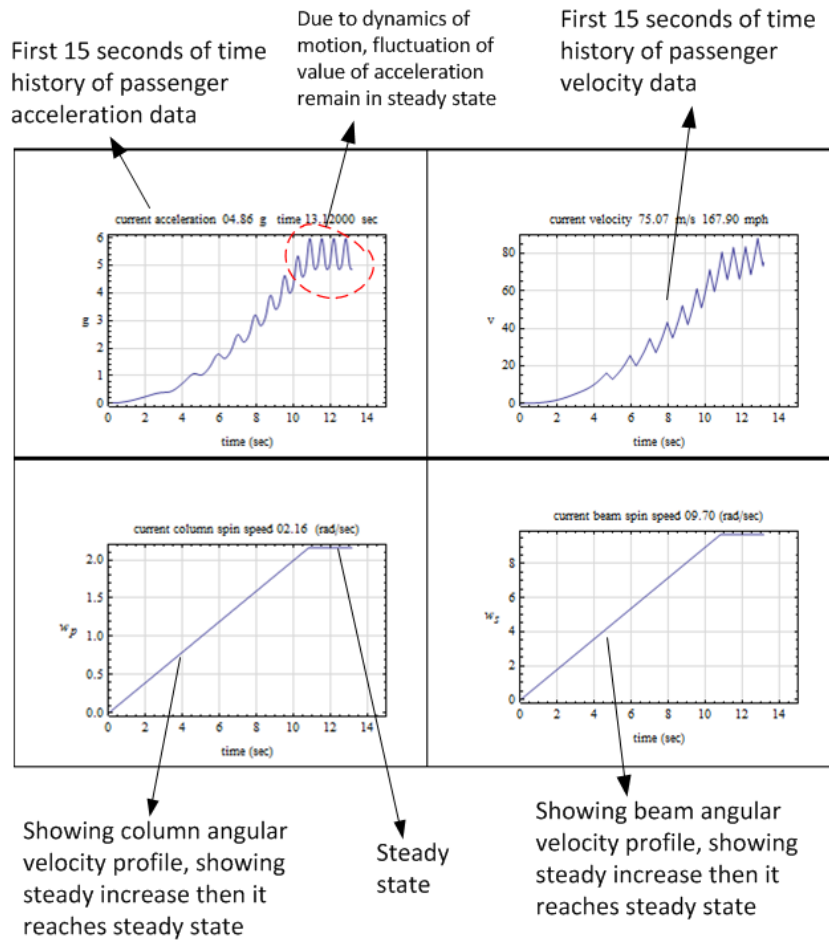 First 15 seconds of time
history of passenger
acceleration data
Due to dynamics of
motion, fluctuation of
value of acceleration
remain in steady state
First 15 seconds of time
history of passenger
velocity data
current acceleration 04.86 g time 13.12000 sec
6
5
4
3
2
1
0
g
0 2 4 6 8 10 12 14
time (sec)
current velocity 75.07 m/s 167.90 mph
80
60
40
20
0
v
0 2 4 6 8 10 12 14
time (sec)
current column spin speed 02.16 (rad/sec)
2.0
1.5
1.0
0.5
0.0
w_p
0 2 4 6 8 10 12 14
time (sec)
current beam spin speed 09.70 (rad/sec)
8
6
4
2
0
w_s
0 2 4 6 8 10 12 14
time (sec)
Showing column angular
velocity profile, showing
steady increase then it
reaches steady state
Steady
state
Showing beam angular
velocity profile, showing
steady increase then it
reaches steady state